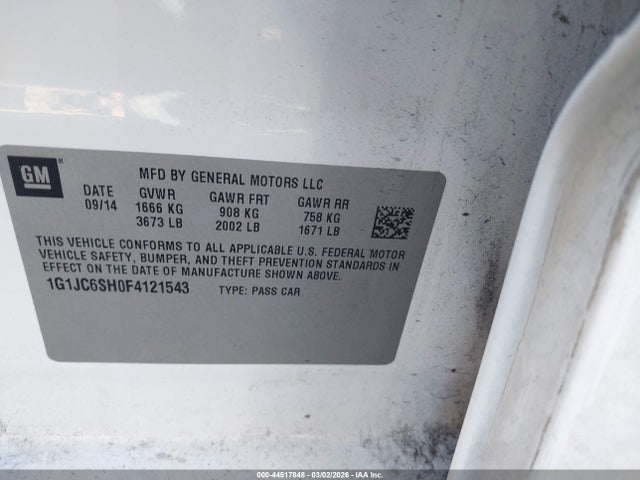 GM
MFD BY GENERAL MOTORS LLC
DATE GVWR GAWR FRT GAWR RR
09/14 1666 KG 908 KG 758 KG
3673 LB 2002 LB 1671 LB
THIS VEHICLE CONFORMS TO ALL APPLICABLE U.S. FEDERAL MOTOR
VEHICLE SAFETY, BUMPER, AND THEFT PREVENTION STANDARDS IN
EFFECT ON THE DATE OF MANUFACTURE SHOWN ABOVE.
1G1JC6SH0F4121543 TYPE: PASS CAR
000-44517848 - 03/02/2026 - IAA Inc.